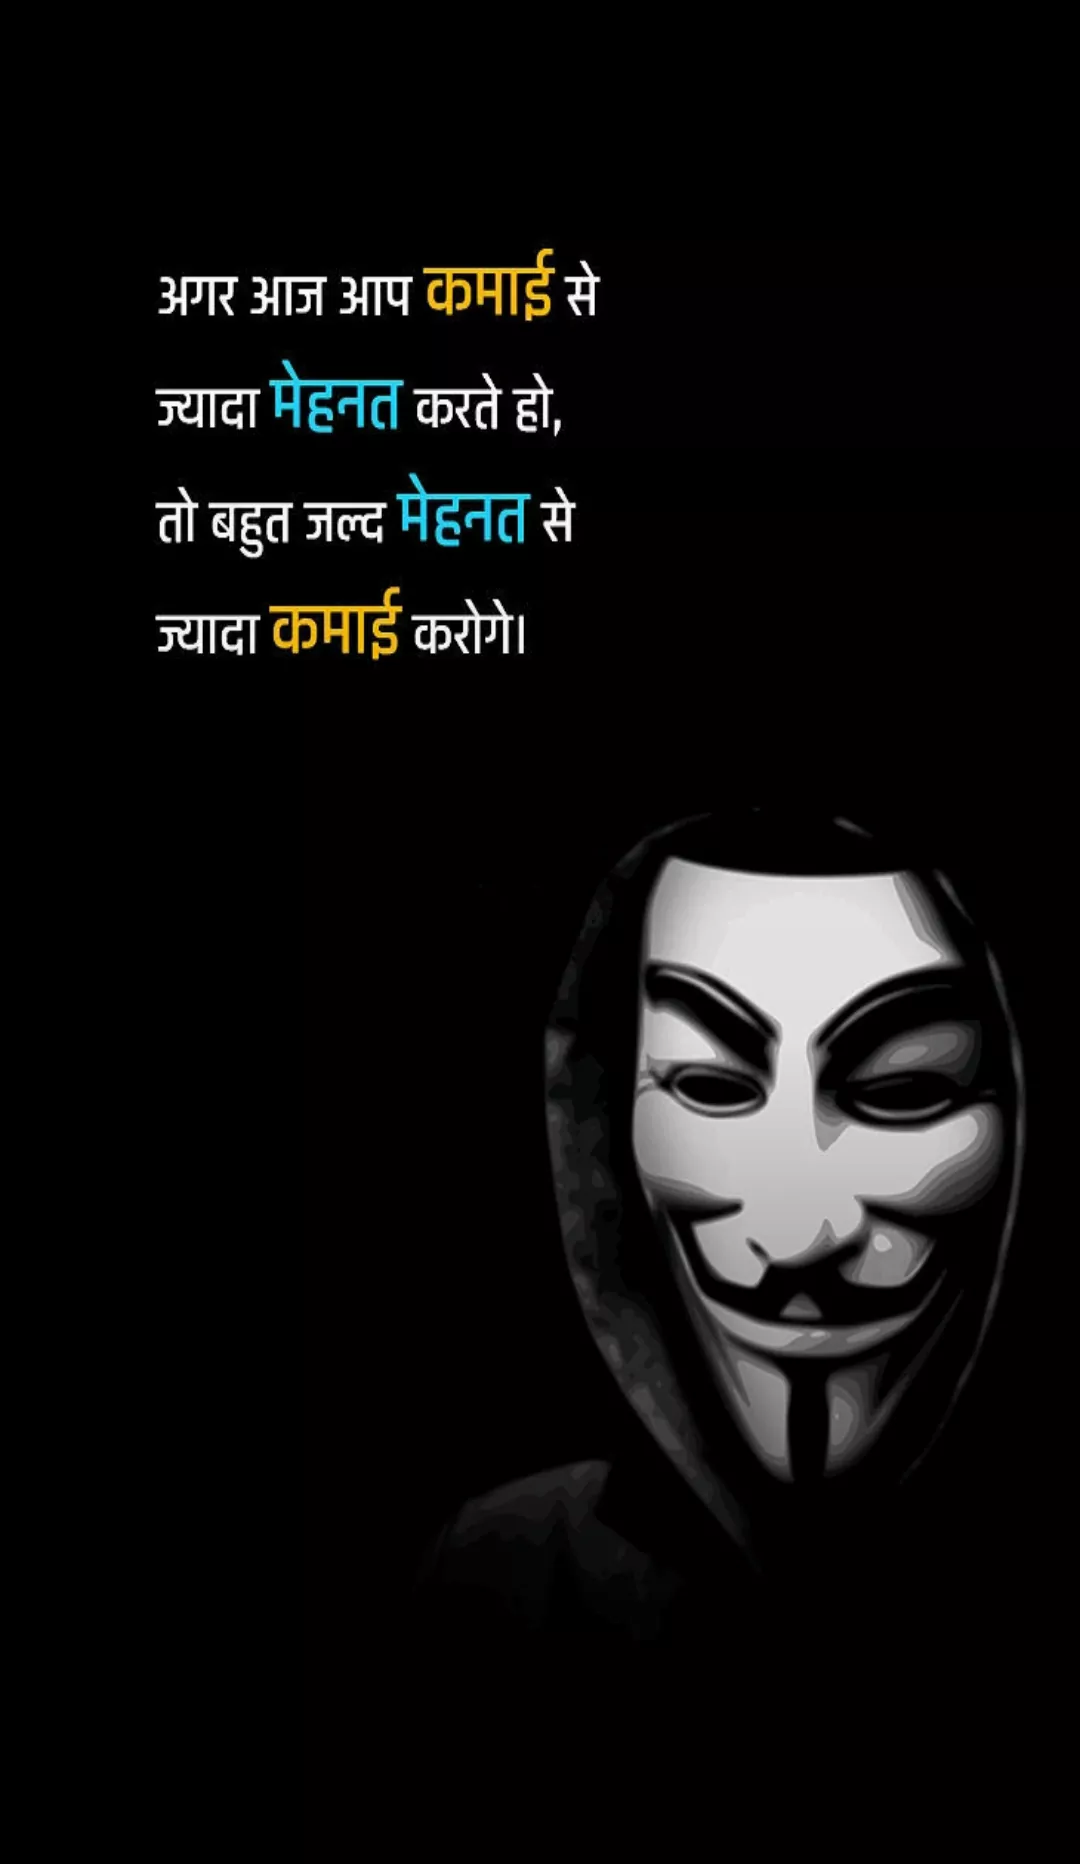 अगर आज आप कमाई से
ज्यादा मेहनत करते हो,
तो बहुत जल्द मेहनत से
ज्यादा कमाई करोगे।